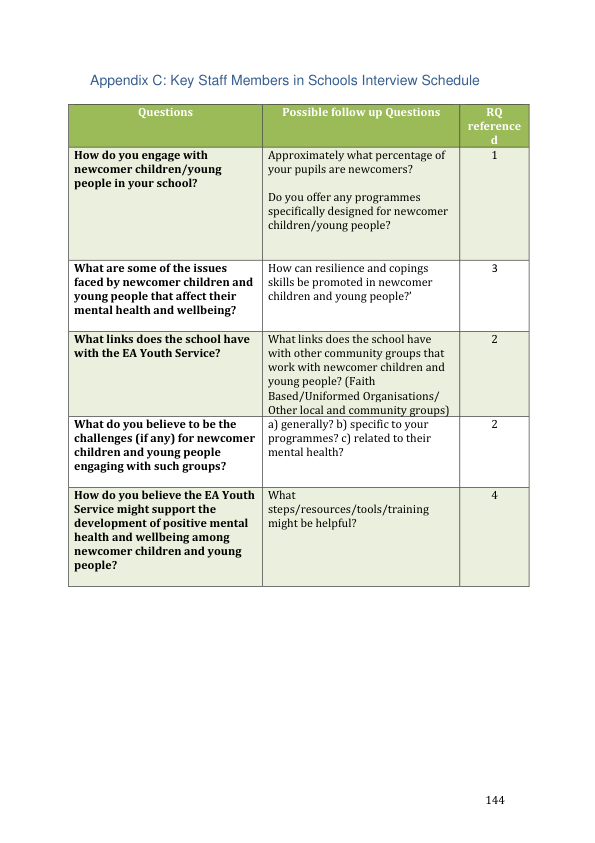 Appendix C: Key Staff Members in Schools Interview Schedule
Questions
Possible follow up Questions
RQ
reference
d
How do you engage with
newcomer children/young
people in your school?
Approximately what percentage of
your pupils are newcomers?
Do you offer any programmes
specifically designed for newcomer
children/young people?
1
What are some of the issues
faced by newcomer children and
young people that affect their
mental health and wellbeing?
How can resilience and copings
skills be promoted in newcomer
children and young people?’
3
What links does the school have
with the EA Youth Service?
What links does the school have
with other community groups that
work with newcomer children and
young people? (Faith
Based/Uniformed Organisations/
Other local and community groups)
2
What do you believe to be the
challenges (if any) for newcomer
children and young people
engaging with such groups?
a) generally? b) specific to your
programmes? c) related to their
mental health?
2
How do you believe the EA Youth
Service might support the
development of positive mental
health and wellbeing among
newcomer children and young
people?
What
steps/resources/tools/training
might be helpful?
4
144